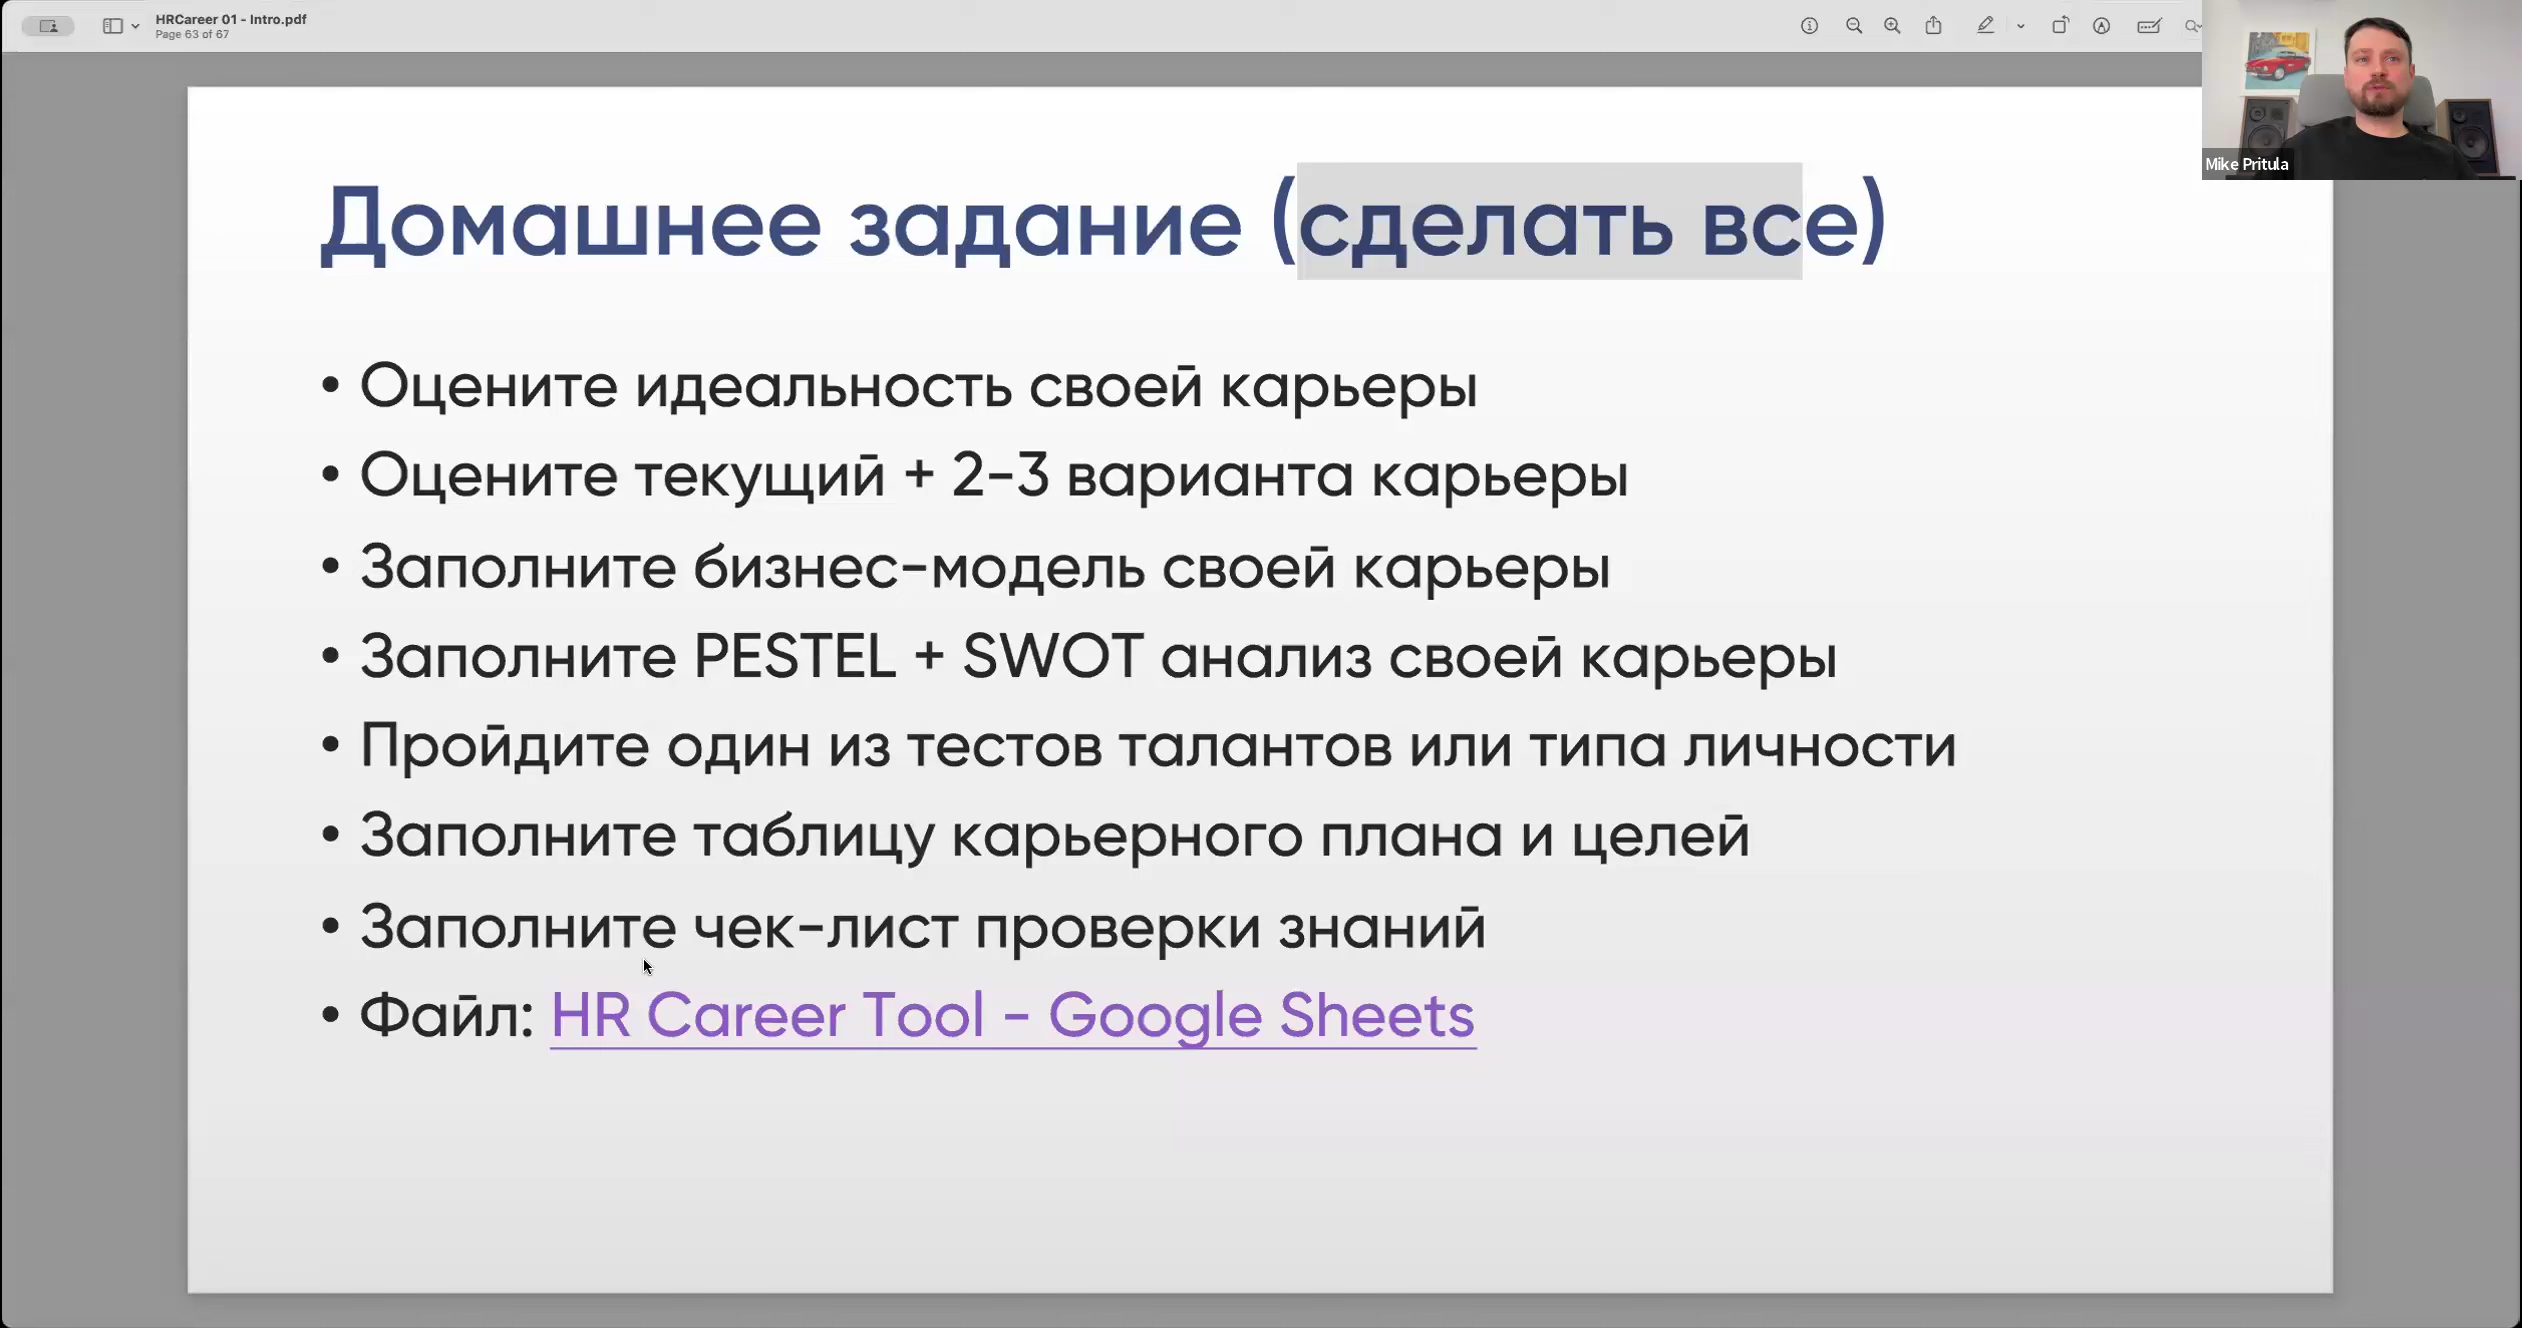 HRCareer 01 - Intro.pdf
Page 63 of 67
Mike Pritula
Домашнее задание (сделать все)
• Оцените идеальность своей карьеры
• Оцените текущий + 2-3 варианта карьеры
• Заполните бизнес-модель своей карьеры
• Заполните PESTEL + SWOT анализ своей карьеры
• Пройдите один из тестов талантов или типа личности
• Заполните таблицу карьерного плана и целей
• Заполните чек-лист проверки знаний
• Файл: HR Career Tool - Google Sheets